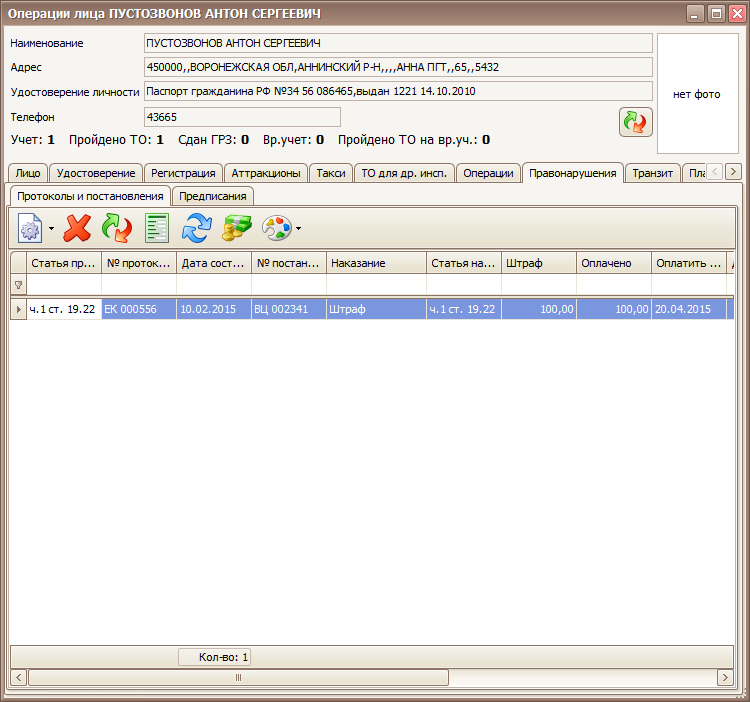 Операции лица ПУСТОЗВОНОВ АНТОН СЕРГЕЕВИЧ
Наименование ПУСТОЗВОНОВ АНТОН СЕРГЕЕВИЧ
Адрес 450000,,ВОРОНЕЖСКАЯ ОБЛ,АННИНСКИЙ Р-Н,,,,АННА ПГТ,,65,,5432
нет фото
Удостоверение личности Паспорт гражданина РФ №34 56 086465,выдан 1221 14.10.2010
Телефон 43665
Учет: 1 Пройдено ТО: 1 Сдан ГРЗ: 0 Вр.учет: 0 Пройдено ТО на вр.уч.: 0
Лицо Удостоверение Регистрация Аттракционы Такси ТО для др. инсп. Операции Правонарушения Транзит Пла
Протоколы и постановления Предписания
Статья пр... № проток... Дата сост... № постан... Наказание Статья на... Штраф Оплачено Оплатить ...
ч.1 ст. 19.22 ЕК 000556 10.02.2015 ВЦ 002341 Штраф ч.1 ст. 19.22 100,00 100,00 20.04.2015
Кол-во: 1